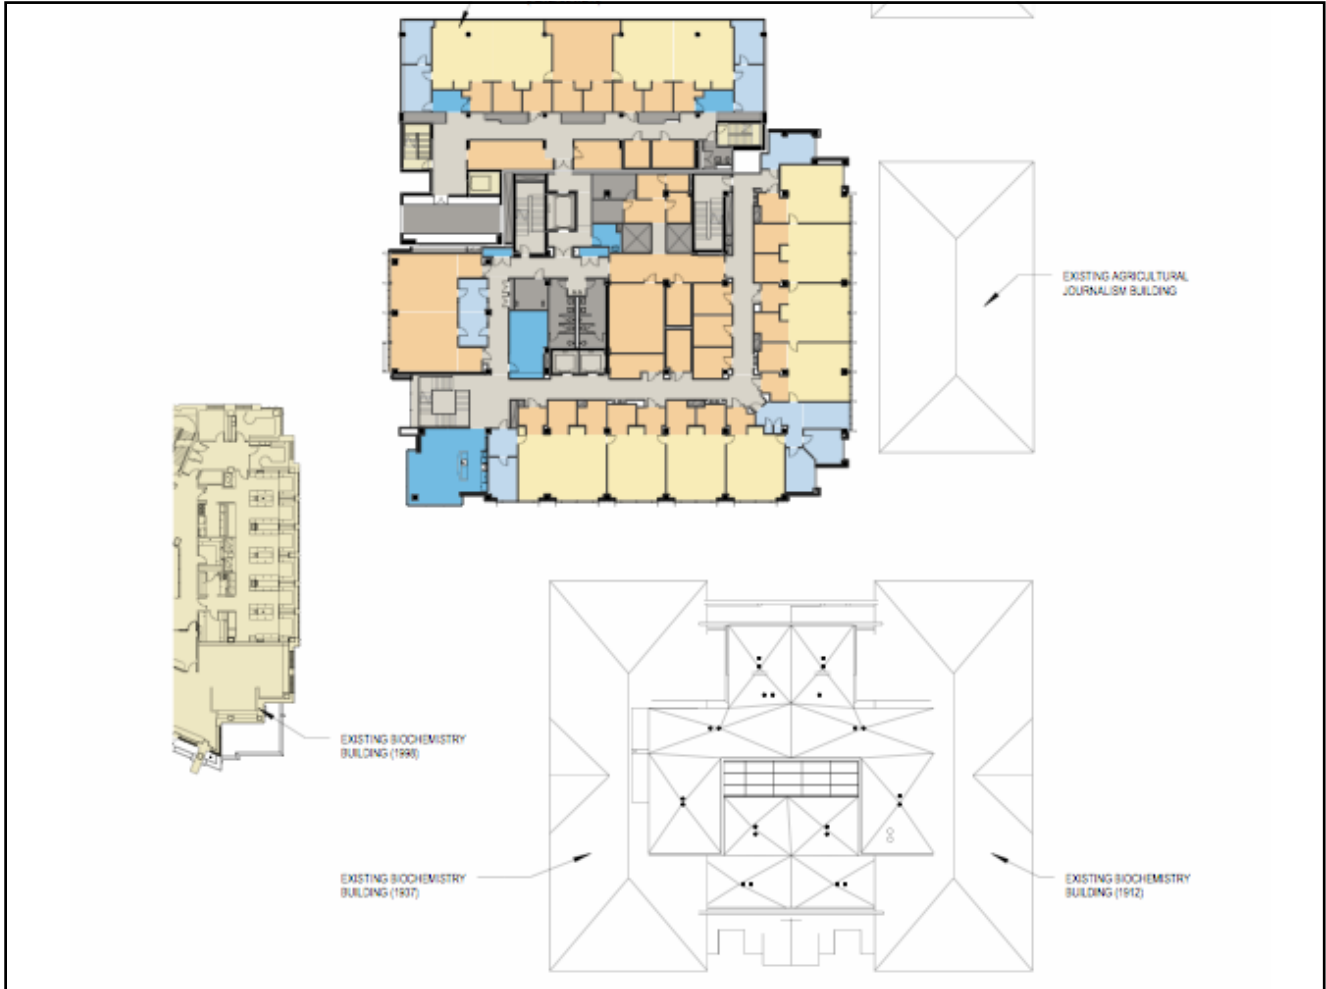 EXISTING AGRICULTURAL
JOURNALISM BUILDING
EXISTING BIOCHEMISTRY
BUILDING (1998)
EXISTING BIOCHEMISTRY
BUILDING (1937)
EXISTING BIOCHEMISTRY
BUILDING (1912)